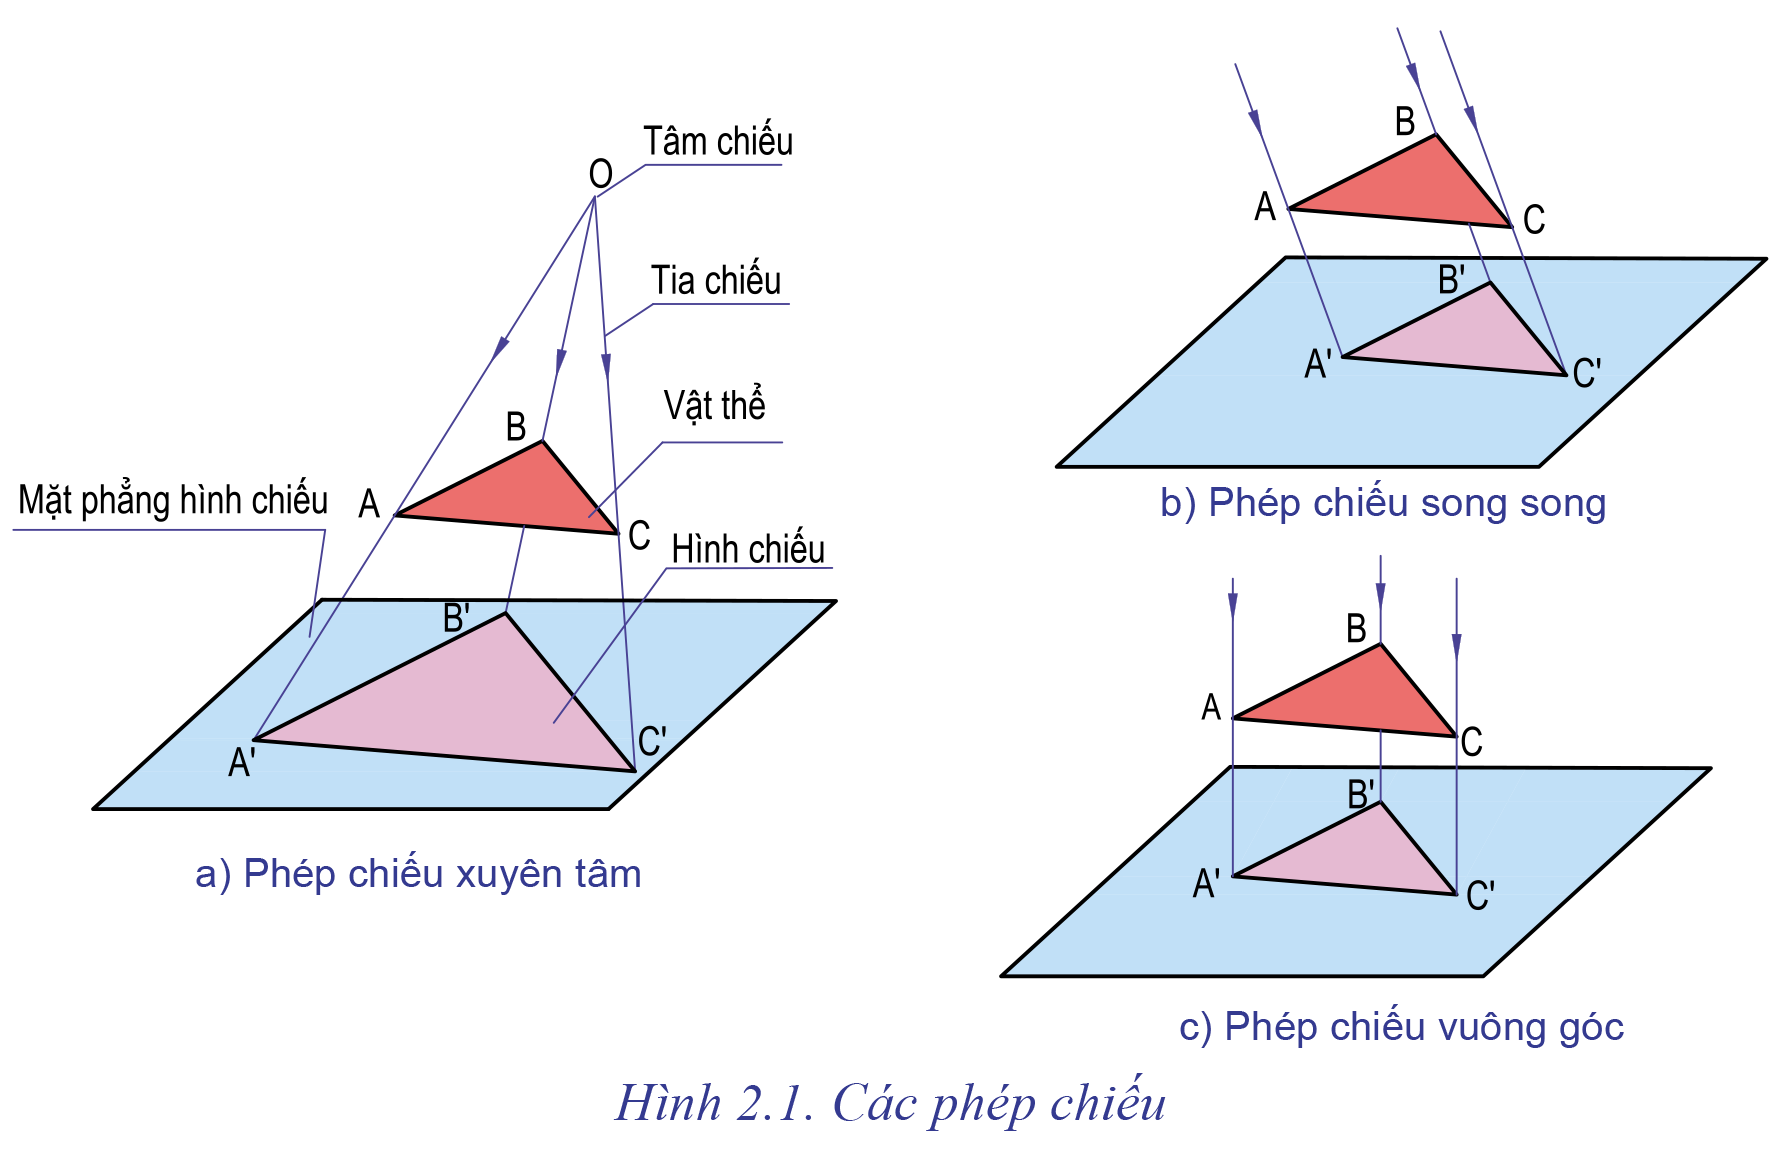 O
Tâm chiếu
Tia chiếu
Vật thể
B
A
C
Mặt phẳng hình chiếu
Hình chiếu
B'
A'
C'
a) Phép chiếu xuyên tâm
B
A
C
B'
A'
C'
b) Phép chiếu song song
B
A
C
B'
A'
C'
c) Phép chiếu vuông góc
Hình 2.1. Các phép chiếu